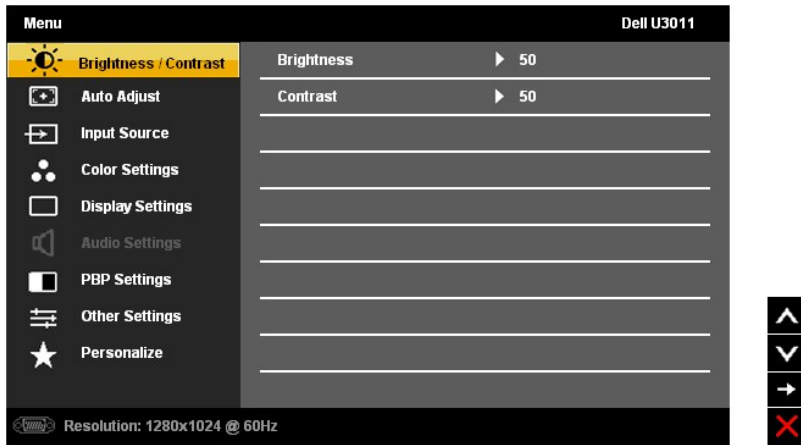 Menu Dell U3011
Brightness / Contrast Brightness 50
Auto Adjust Contrast 50
Input Source
Color Settings
Display Settings
Audio Settings
PBP Settings
Other Settings
Personalize
Resolution: 1280x1024 @ 60Hz